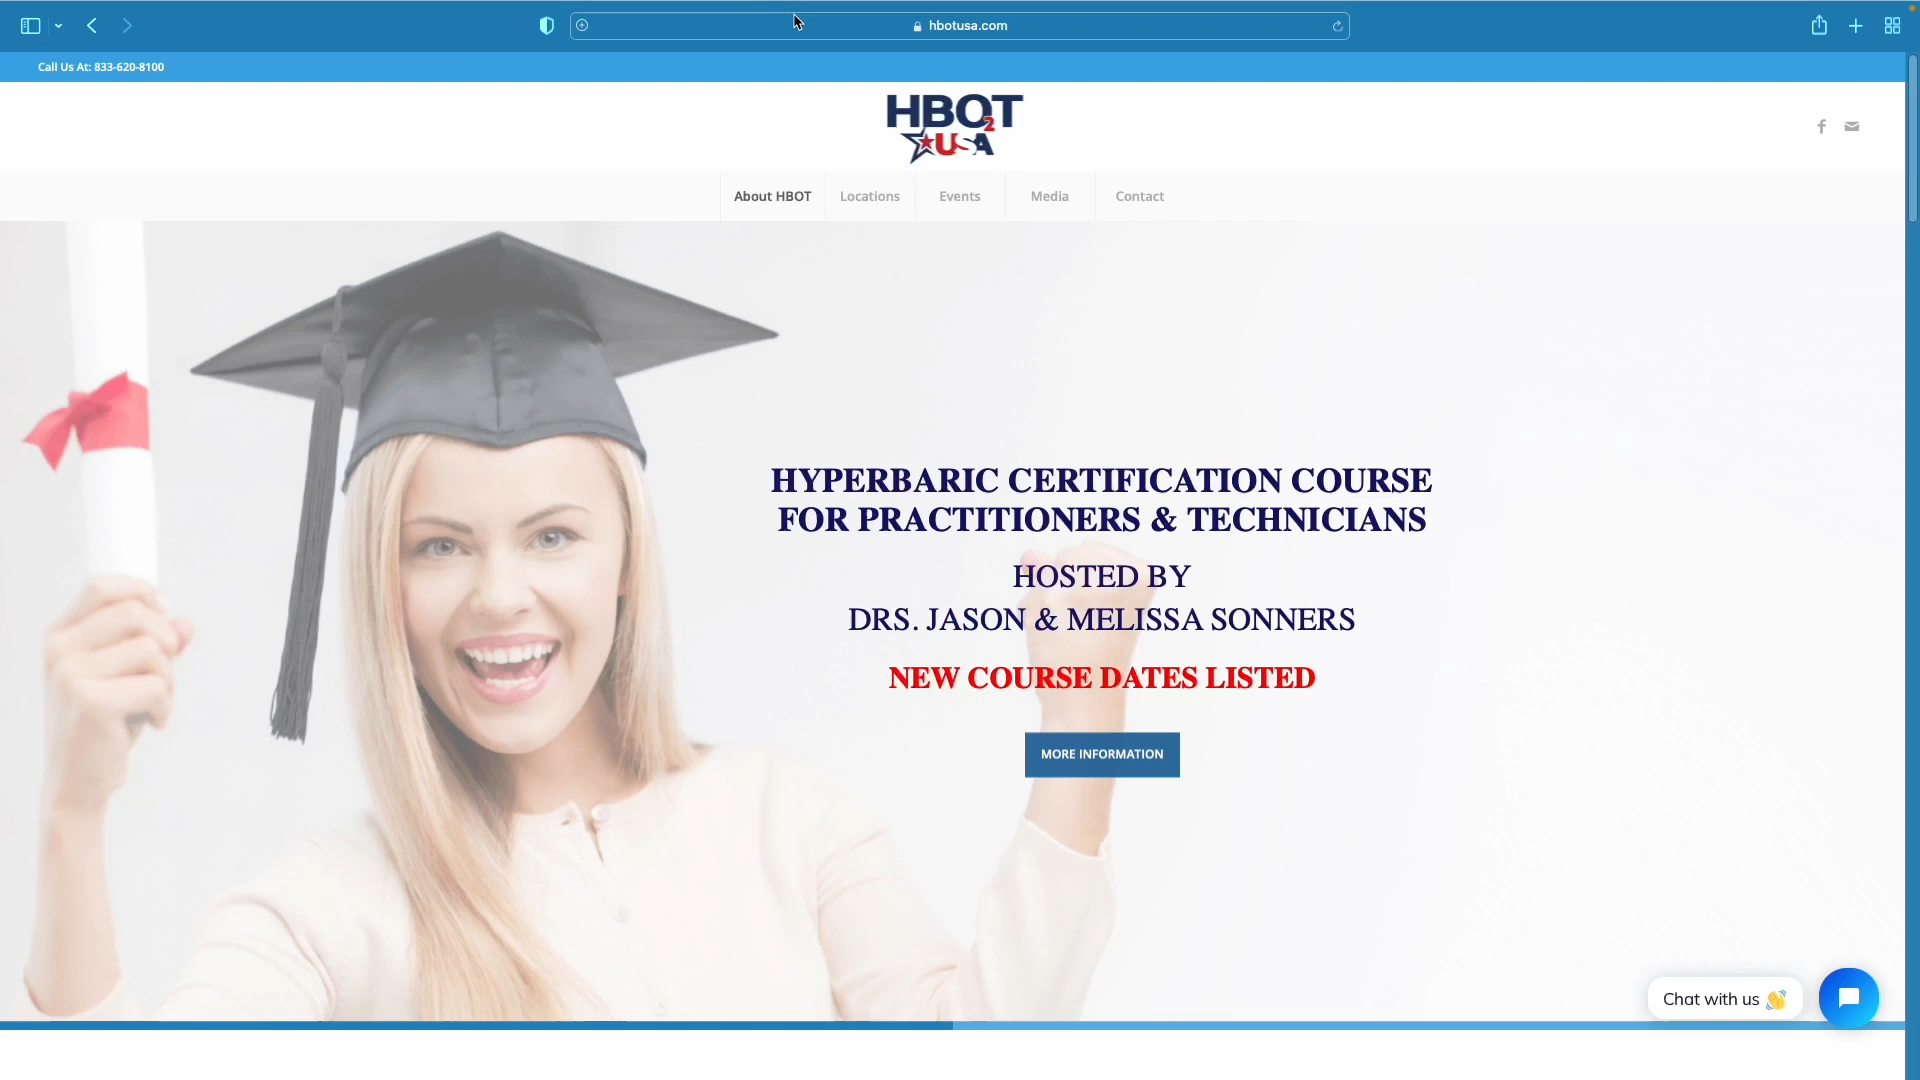 hbotusa.com
Call Us At: 833-620-8100
HBOT
2
USA
About HBOT
Locations
Events
Media
Contact
HYPERBARIC CERTIFICATION COURSE
FOR PRACTITIONERS & TECHNICIANS
HOSTED BY
DRS. JASON & MELISSA SONNERS
NEW COURSE DATES LISTED
MORE INFORMATION
Chat with us 👋